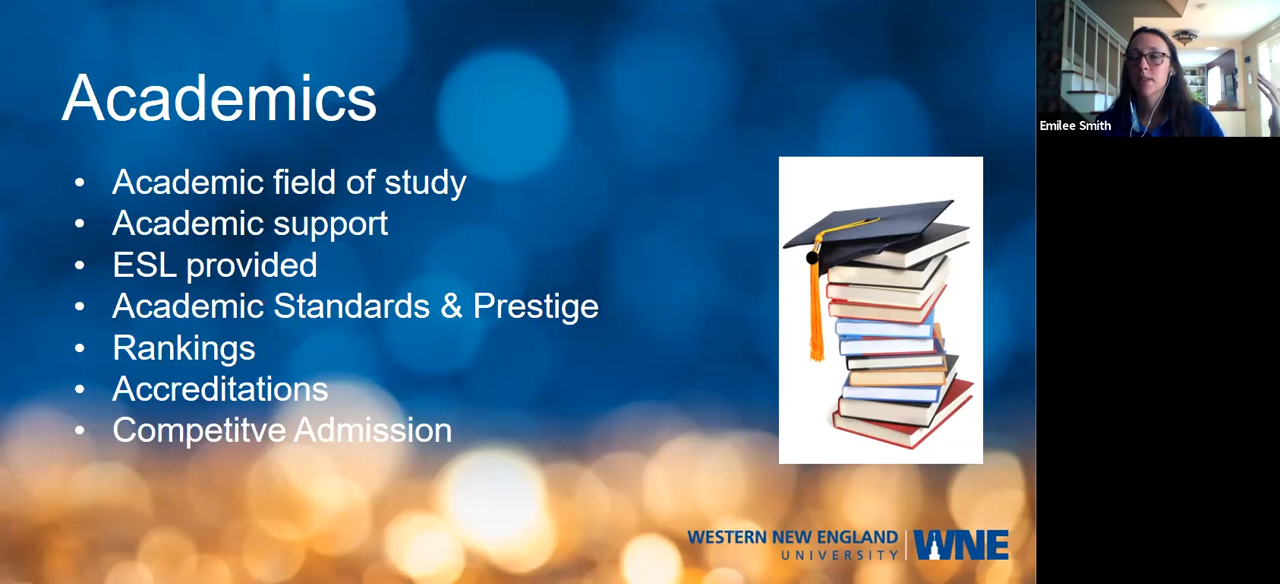 Academics
• Academic field of study
• Academic support
• ESL provided
• Academic Standards & Prestige
• Rankings
• Accreditations
• Competitve Admission
WESTERN NEW ENGLAND
UNIVERSITY
WNE
Emilee Smith